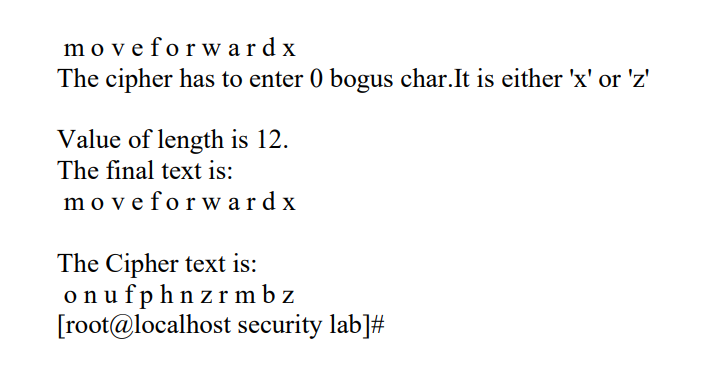 m o v e f o r w a r d x
The cipher has to enter 0 bogus char.It is either 'x' or 'z'
Value of length is 12.
The final text is:
m o v e f o r w a r d x
The Cipher text is:
o n u f p h n z r m b z
[root@localhost security lab]#